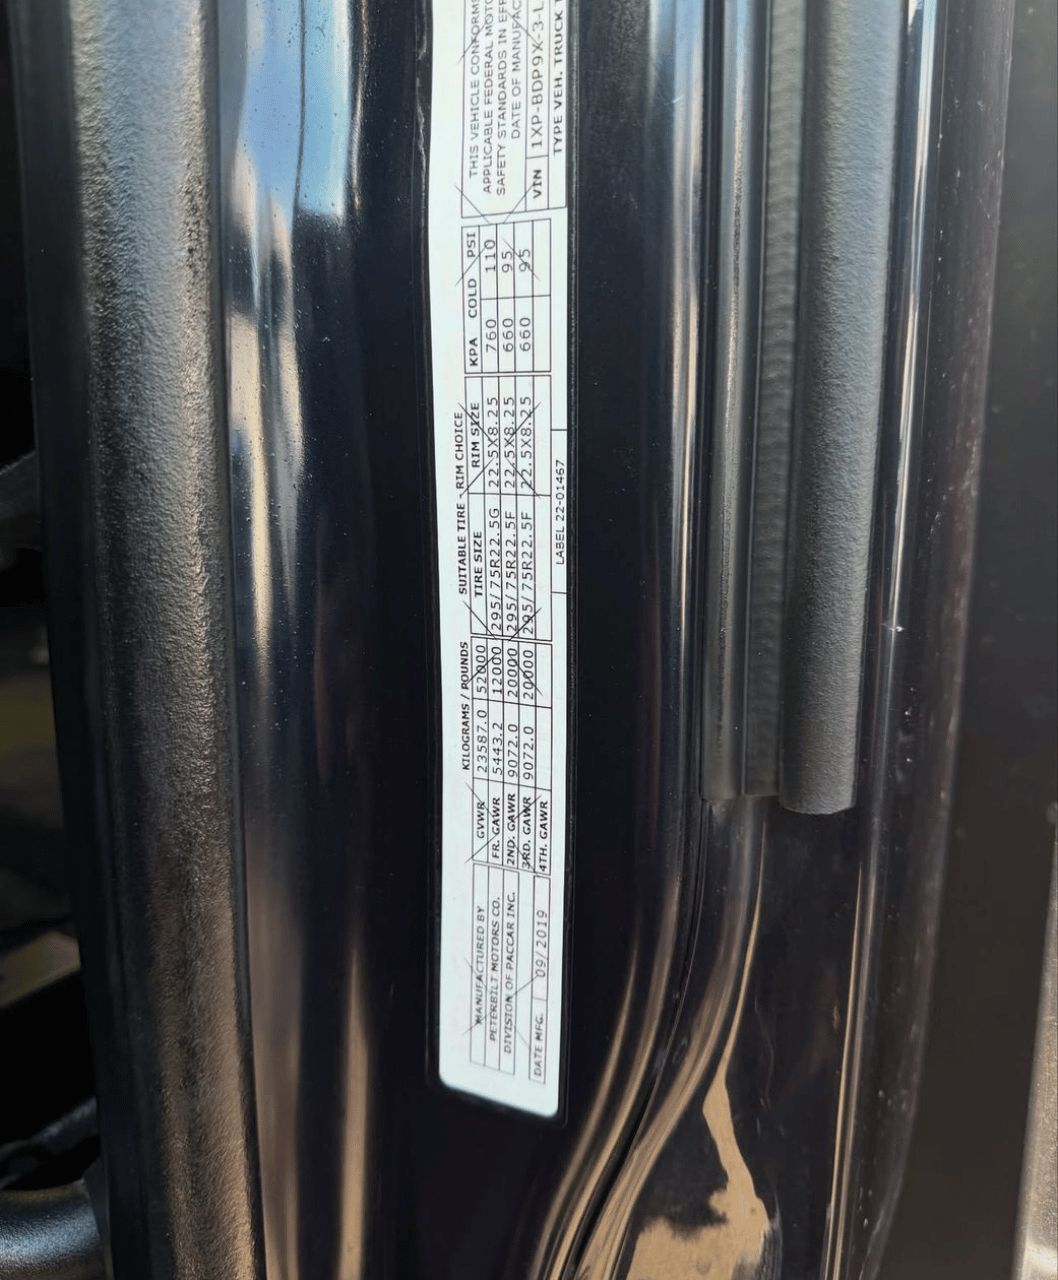 MANUFACTURED BY
PETERBILT MOTORS CO.
DIVISION OF PACCAR INC.
DATE MFG. 09/2019
KILOGRAMS / POUNDS
GVWR 23587.0 52000
FR. GAWR 5443.2 12000
2ND. GAWR 9072.0 20000
3RD. GAWR 9072.0 20000
4TH. GAWR
SUITABLE TIRE - RIM CHOICE
TIRE SIZE RIM SIZE KPA COLD PSI
295/75R22.5G 22.5X8.25 760 110
295/75R22.5F 22.5X8.25 660 95
295/75R22.5F 22.5X8.25 660 95
LABEL 22-01467
THIS VEHICLE CONFORMS
APPLICABLE FEDERAL
SAFETY STANDARDS IN
DATE OF
VIN 1XP-BDP9X-3-L
TYPE VEH. TRUCK